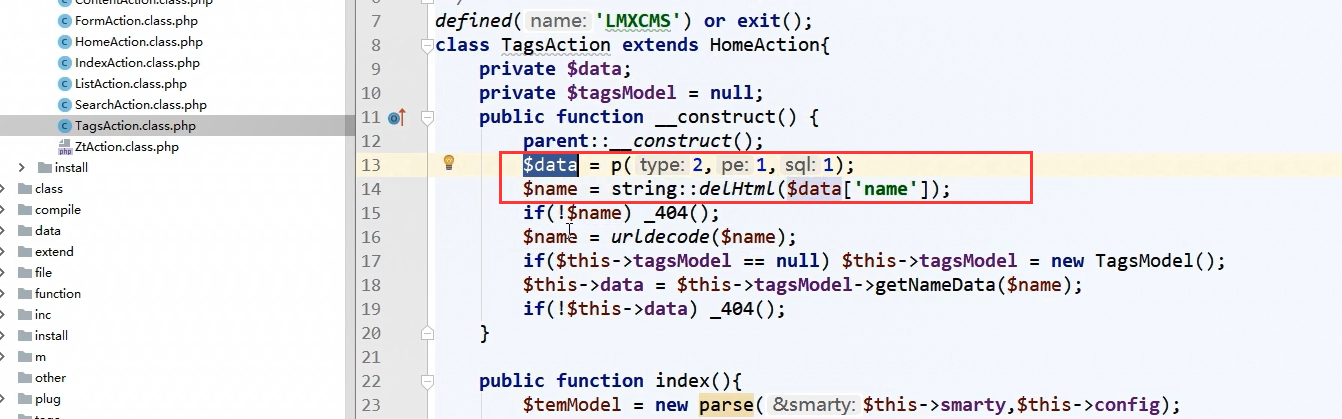 ContentAction.class.php
FormAction.class.php
HomeAction.class.php
IndexAction.class.php
ListAction.class.php
SearchAction.class.php
TagsAction.class.php
ZtAction.class.php
install
class
compile
data
extend
file
function
inc
install
m
other
plug
tags
7 defined( name: 'LMXCMS') or exit();
8 class TagsAction extends HomeAction{
9 private $data;
10 private $tagsModel = null;
11 public function __construct() {
12 parent::__construct();
13 $data = p( type: 2, pe: 1, sql: 1);
14 $name = string::delHtml($data['name']);
15 if(!$name) _404();
16 $name = urldecode($name);
17 if($this->tagsModel == null) $this->tagsModel = new TagsModel();
18 $this->data = $this->tagsModel->getNameData($name);
19 if(!$this->data) _404();
20 }
21
22 public function index(){
23 $temModel = new parse( &smarty: $this->smarty,$this->config);